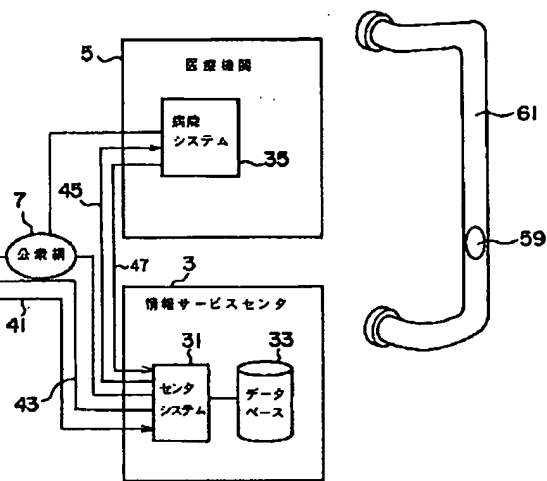 5
医療機関
病院
システム
35
45
47
7
公衆網
41
43
3
情報サービスセンタ
31
センタ
システム
33
データ
ベース
61
59